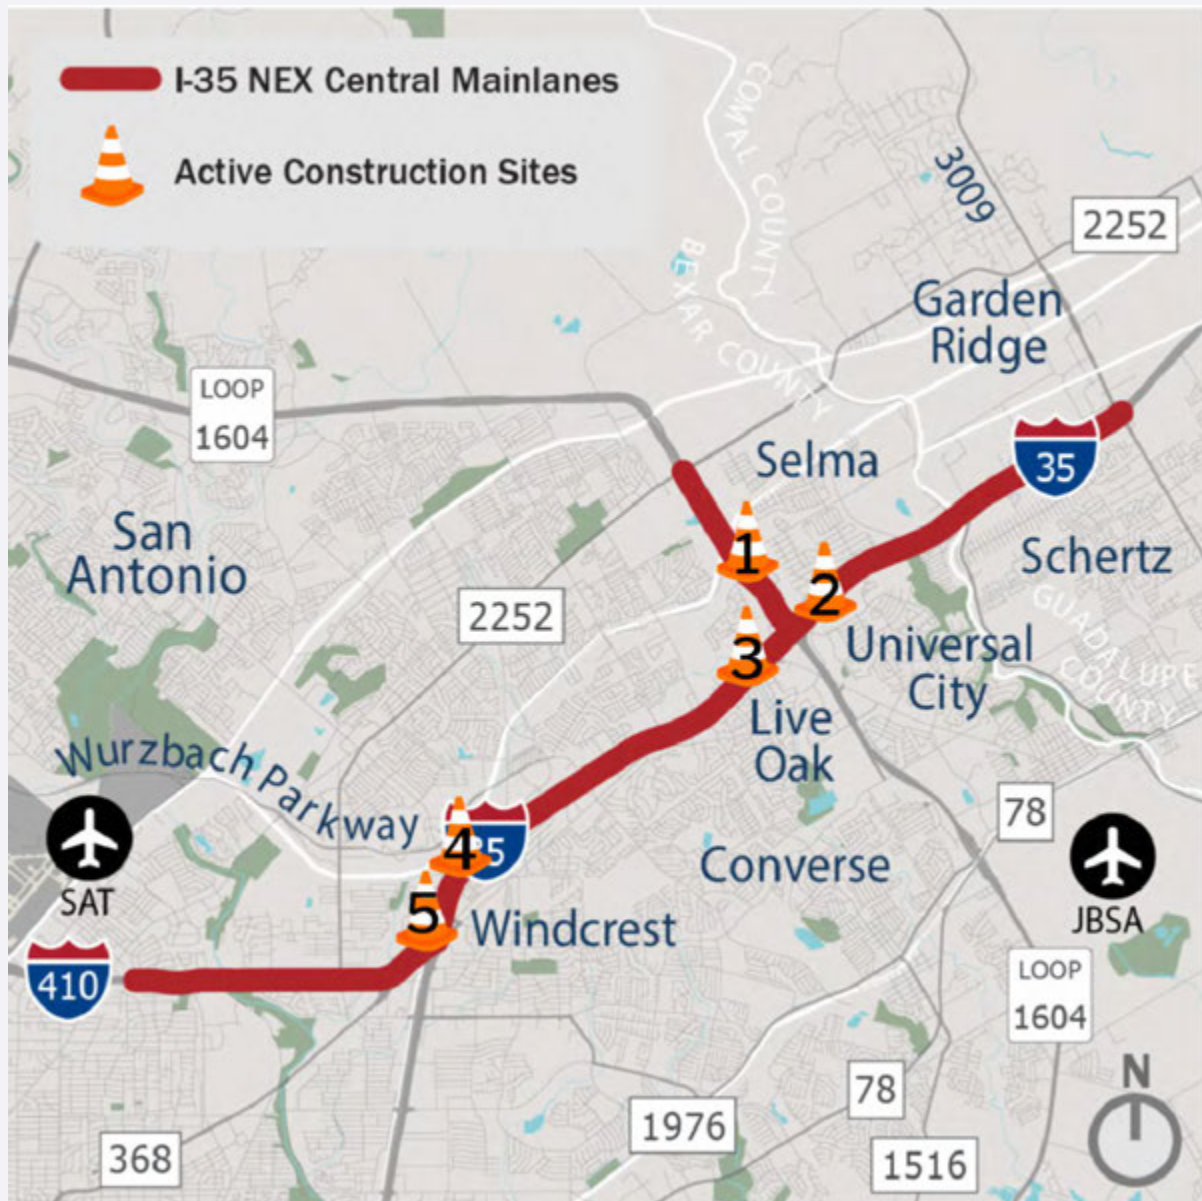 I-35 NEX Central Mainlanes
Active Construction Sites
COMAL COUNTY
BEXAR COUNTY
3009
2252
Garden
Ridge
LOOP
1604
35
Selma
San
Antonio
1
2
Schertz
2252
GUADALUPE
COUNTY
3
Universal
City
Live
Oak
Wurzbach Parkway
78
4
35
Converse
SAT
5
Windcrest
JBSA
410
LOOP
1604
N
78
1976
368
1516